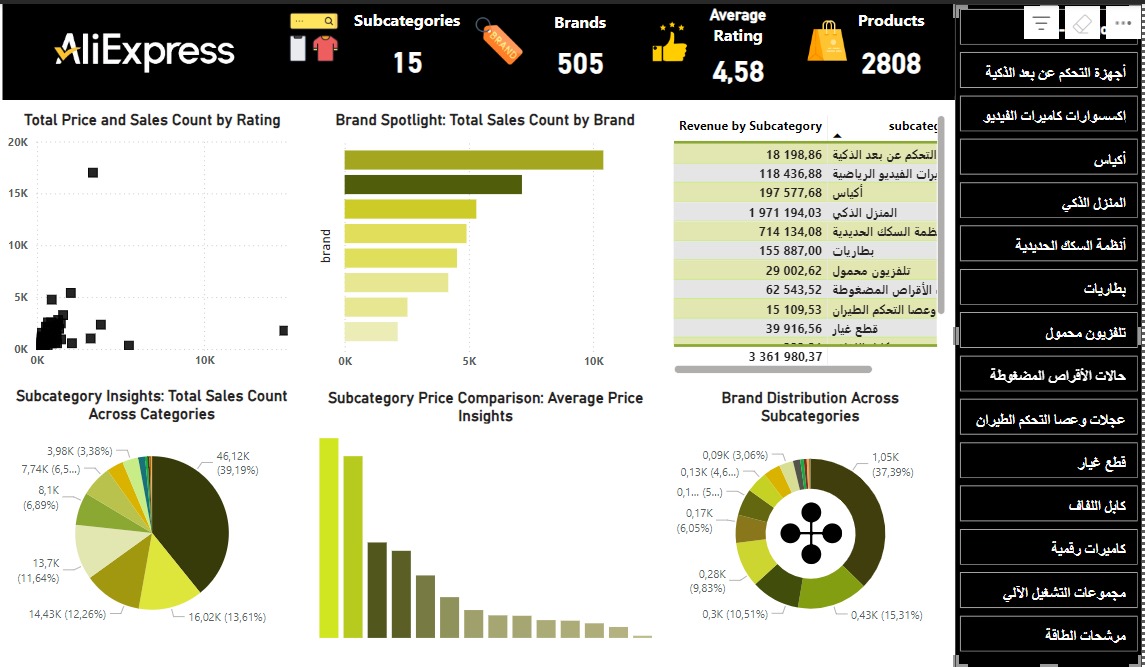 AliExpress
Subcategories
15
BRAND
Brands
505
Average
Rating
4,58
Products
2808
Total Price and Sales Count by Rating
20K
15K
10K
5K
0K
0K
10K
Brand Spotlight: Total Sales Count by Brand
brand
0K
5K
10K
Revenue by Subcategory
subcateg
18 198,86 التحكم عن بعد الذكية
118 436,88 يرات الفيديو الرياضية
197 577,68 أكياس
1 971 194,03 المنزل الذكي
714 134,08 ظمة السكك الحديدية
155 887,00 بطاريات
29 002,62 تلفزيون محمول
62 543,52 الأقراص المضغوطة
15 109,53 وعصا التحكم الطيران
39 916,56 قطع غيار
3 361 980,37
Subcategory Insights: Total Sales Count
Across Categories
3,98K (3,38%)
7,74K (6,5...)
8,1K
(6,89%)
13,7K
(11,64%)
14,43K (12,26%)
16,02K (13,61%)
46,12K
(39,19%)
Subcategory Price Comparison: Average Price
Insights
Brand Distribution Across
Subcategories
0,09K (3,06%)
0,13K (4,6...)
0,1... (5...)
0,17K
(6,05%)
0,28K
(9,83%)
0,3K (10,51%)
0,43K (15,31%)
1,05K
(37,39%)
أجهزة التحكم عن بعد الذكية
اكسسوارات كاميرات الفيديو
أكياس
المنزل الذكي
أنظمة السكك الحديدية
بطاريات
تلفزيون محمول
حالات الأقراص المضغوطة
عجلات وعصا التحكم الطيران
قطع غيار
كابل اللفاف
كاميرات رقمية
مجموعات التشغيل الآلي
مرشحات الطاقة